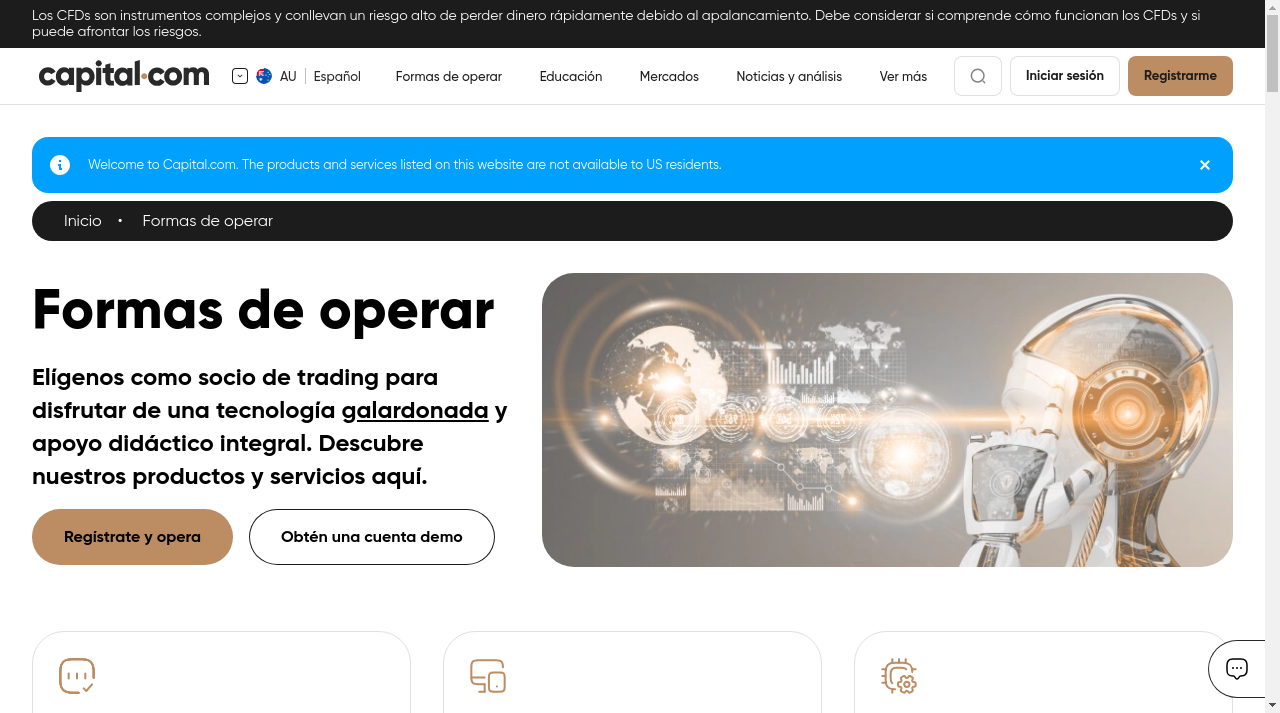 Los CFDs son instrumentos complejos y conllevan un riesgo alto de perder dinero rápidamente debido al apalancamiento. Debe considerar si comprende cómo funcionan los CFDs y si
puede afrontar los riesgos.
capital.com
AU Español Formas de operar Educación Mercados Noticias y análisis Ver más Iniciar sesión Registrarme
Welcome to Capital.com. The products and services listed on this website are not available to US residents.
Inicio • Formas de operar
Formas de operar
Elígenos como socio de trading para
disfrutar de una tecnología galardonada y
apoyo didáctico integral. Descubre
nuestros productos y servicios aquí.
Regístrate y opera
Obtén una cuenta demo